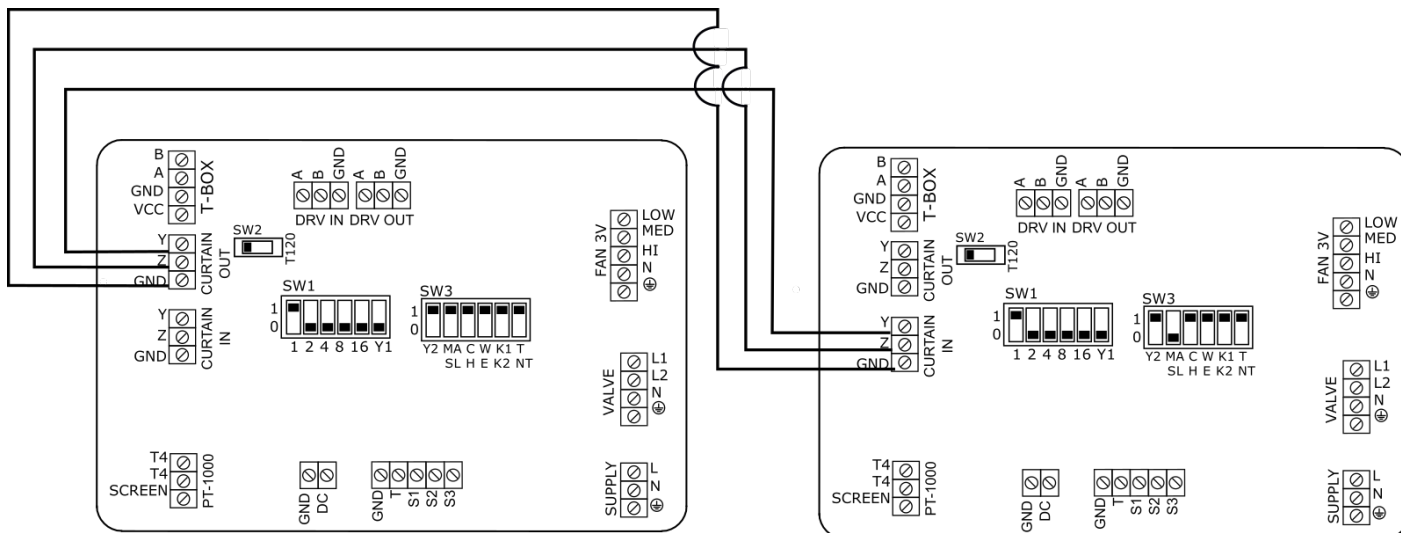 B
A
GND
VCC
T-BOX
A B GND A B GND
DRV IN DRV OUT
Y
Z
GND
CURTAIN
OUT
SW2
T120
Y
Z
GND
CURTAIN
IN
SW1
1
0
1 2 4 8 16 Y1
SW3
1
0
Y2 MA C W K1 T
SL H E K2 NT
FAN 3V
LOW
MED
HI
N
VALVE
L1
L2
N
T4
T4
SCREEN
PT-1000
GND DC
GND T S1 S2 S3
SUPPLY
L
N
B
A
GND
VCC
T-BOX
A B GND A B GND
DRV IN DRV OUT
Y
Z
GND
CURTAIN
OUT
SW2
T120
Y
Z
GND
CURTAIN
IN
SW1
1
0
1 2 4 8 16 Y1
SW3
1
0
Y2 MA C W K1 T
SL H E K2 NT
FAN 3V
LOW
MED
HI
N
VALVE
L1
L2
N
T4
T4
SCREEN
PT-1000
GND DC
GND T S1 S2 S3
SUPPLY
L
N